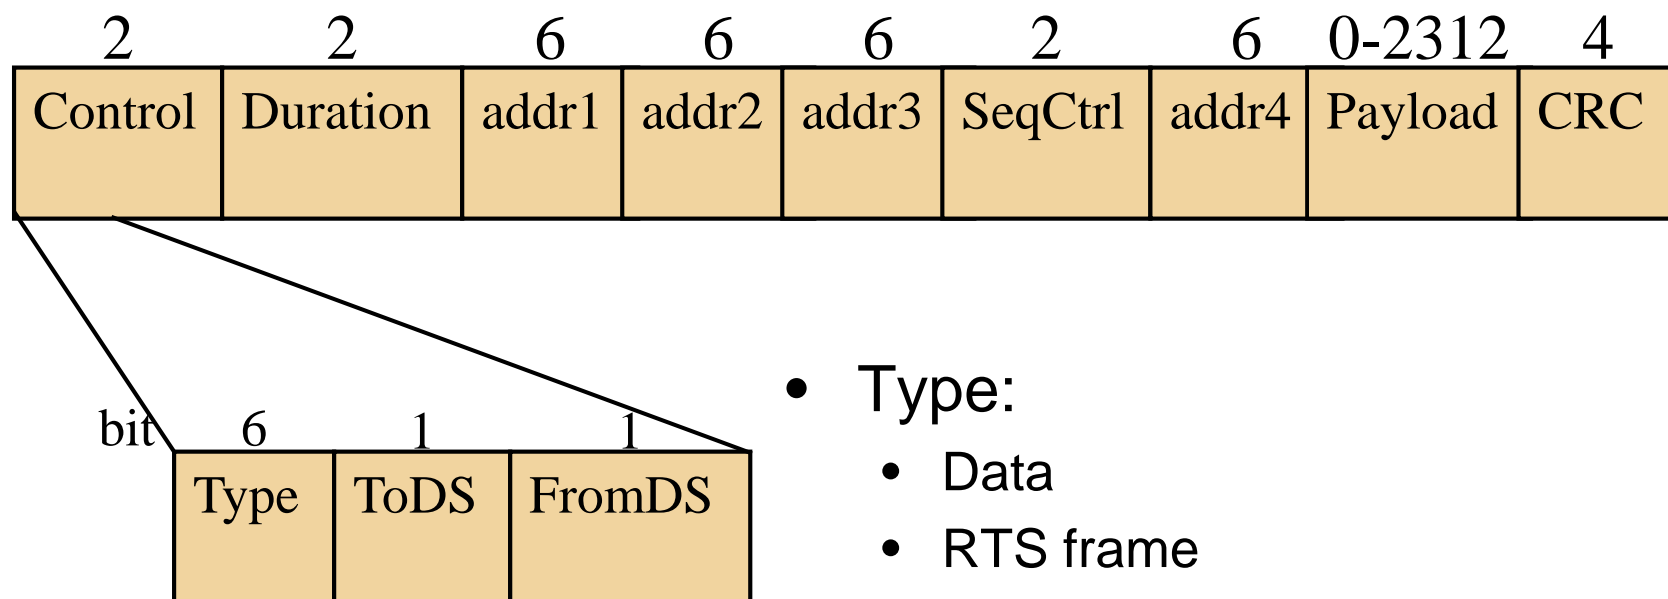 2 2 6 6 6 2 6 0-2312 4
Control Duration addr1 addr2 addr3 SeqCtrl addr4 Payload CRC
• Type:
bit 6 1 1
• Data
Type ToDS FromDS
• RTS frame